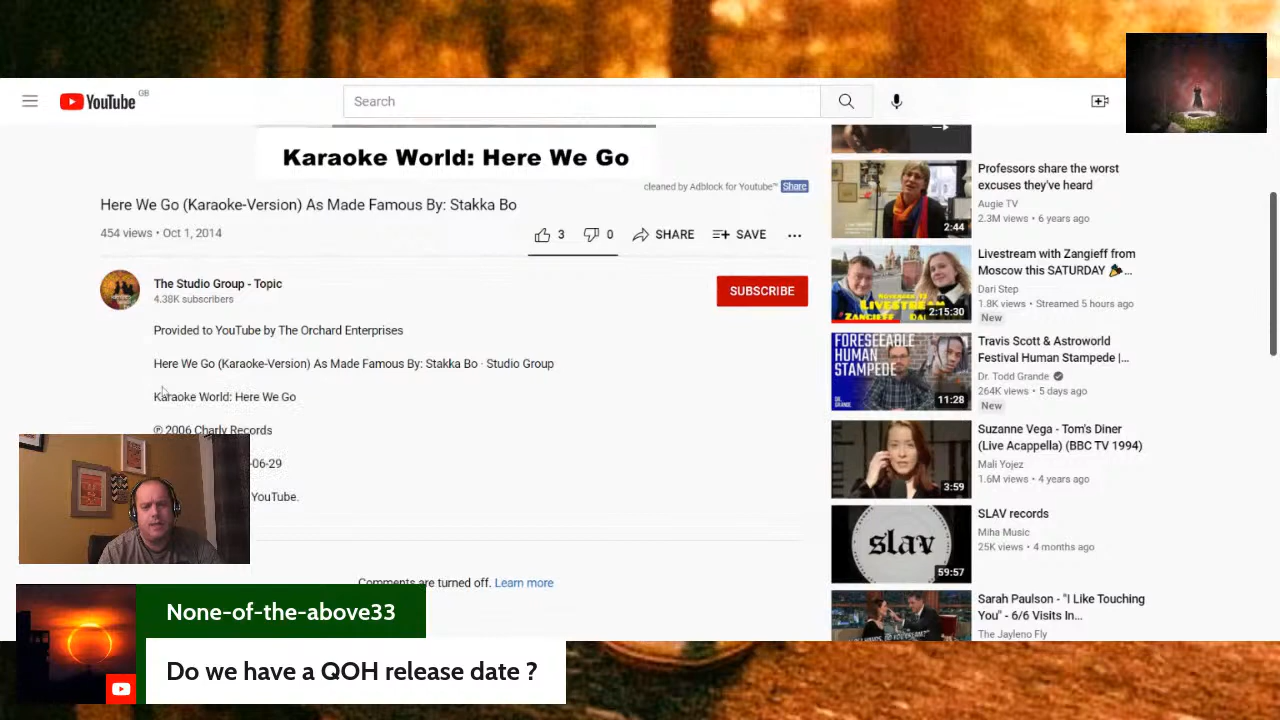 YouTube GB
Search
Karaoke World: Here We Go
cleaned by Adblock for Youtube™ Share
Here We Go (Karaoke-Version) As Made Famous By: Stakka Bo
454 views • Oct 1, 2014
3
0
SHARE
SAVE
The Studio Group - Topic
4.38K subscribers
SUBSCRIBE
Provided to YouTube by The Orchard Enterprises
Here We Go (Karaoke-Version) As Made Famous By: Stakka Bo · Studio Group
Karaoke World: Here We Go
℗ 2006 Charly Records
-06-29
YouTube.
Comments are turned off. Learn more
Professors share the worst
excuses they've heard
Augie TV
2.3M views • 6 years ago
2:44
Livestream with Zangieff from
Moscow this SATURDAY 🎉...
Dari Step
1.8K views • Streamed 5 hours ago
New
NOVEMBER 13
LIVESTREAM
ZANGIEFF
2:15:30
Travis Scott & Astroworld
Festival Human Stampede |...
Dr. Todd Grande
264K views • 5 days ago
New
FORESEEABLE
HUMAN
STAMPEDE
DR.
GRANDE
11:28
Suzanne Vega - Tom's Diner
(Live Acappella) (BBC TV 1994)
Mali Yojez
1.6M views • 4 years ago
3:59
SLAV records
Miha Music
25K views • 4 months ago
slav
59:57
Sarah Paulson - "I Like Touching
You" - 6/6 Visits In...
The Jayleno Fly
None-of-the-above33
Do we have a QOH release date ?